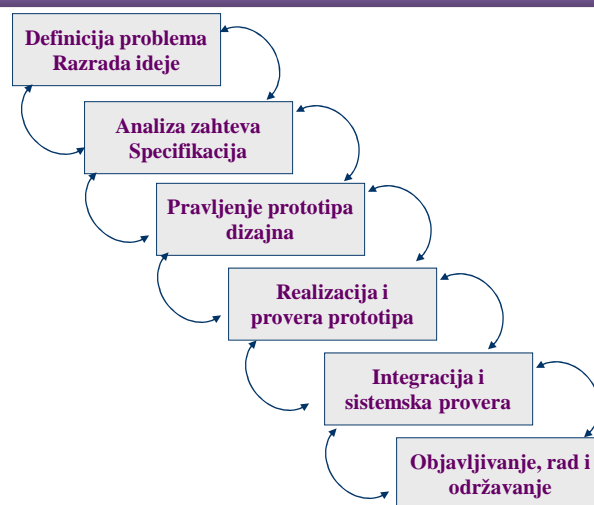 Definicija problema
Razrada ideje
Analiza zahteva
Specifikacija
Pravljenje prototipa
dizajna
Realizacija i
provera prototipa
Integracija i
sistemska provera
Objavljivanje, rad i
održavanje